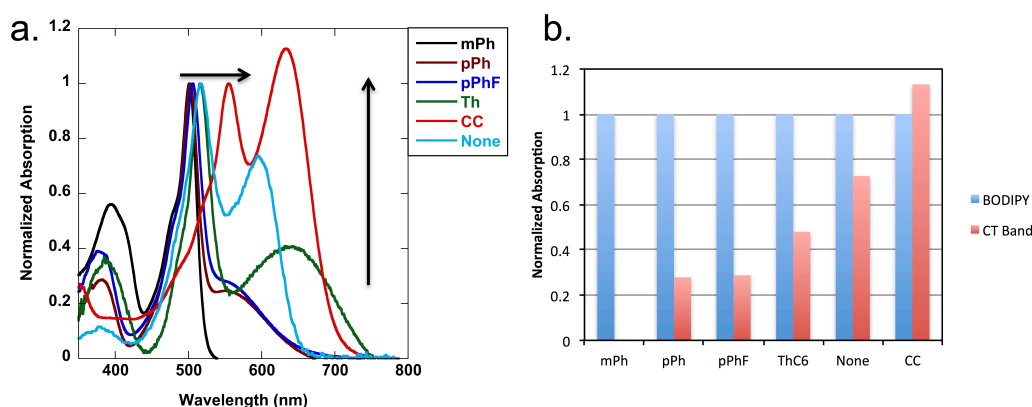 a.
Normalized Absorption
1.2
1
0.8
0.6
0.4
0.2
0
400
500
600
700
800
Wavelength (nm)
mPh
pPh
pPhF
Th
CC
None
b.
Normalized Absorption
1.2
1
0.8
0.6
0.4
0.2
0
mPh
pPh
pPhF
ThC6
None
CC
BODIPY
CT Band